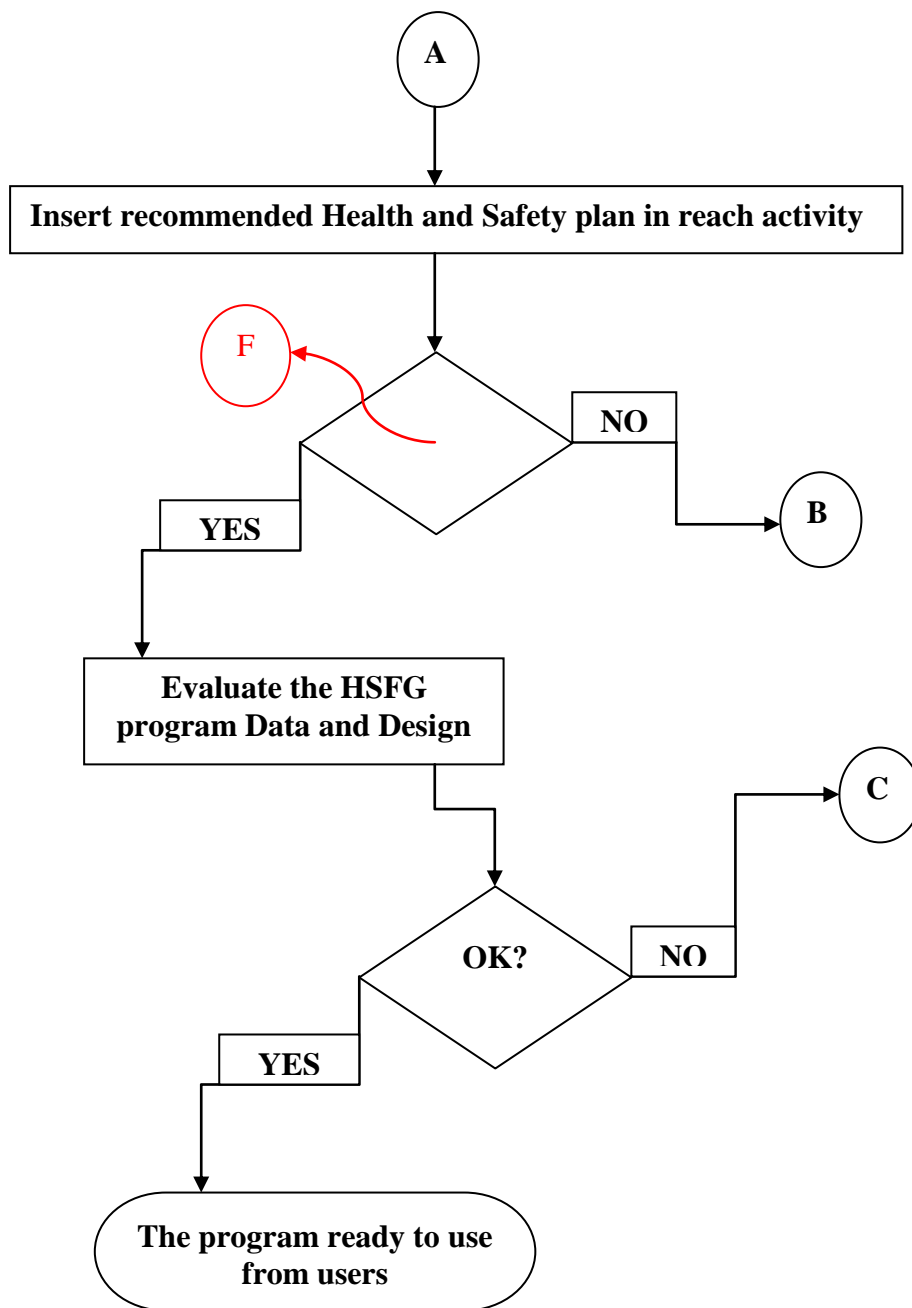 A
Insert recommended Health and Safety plan in reach activity
F
NO
B
YES
Evaluate the HSFG
program Data and Design
C
OK?
NO
YES
The program ready to use
from users